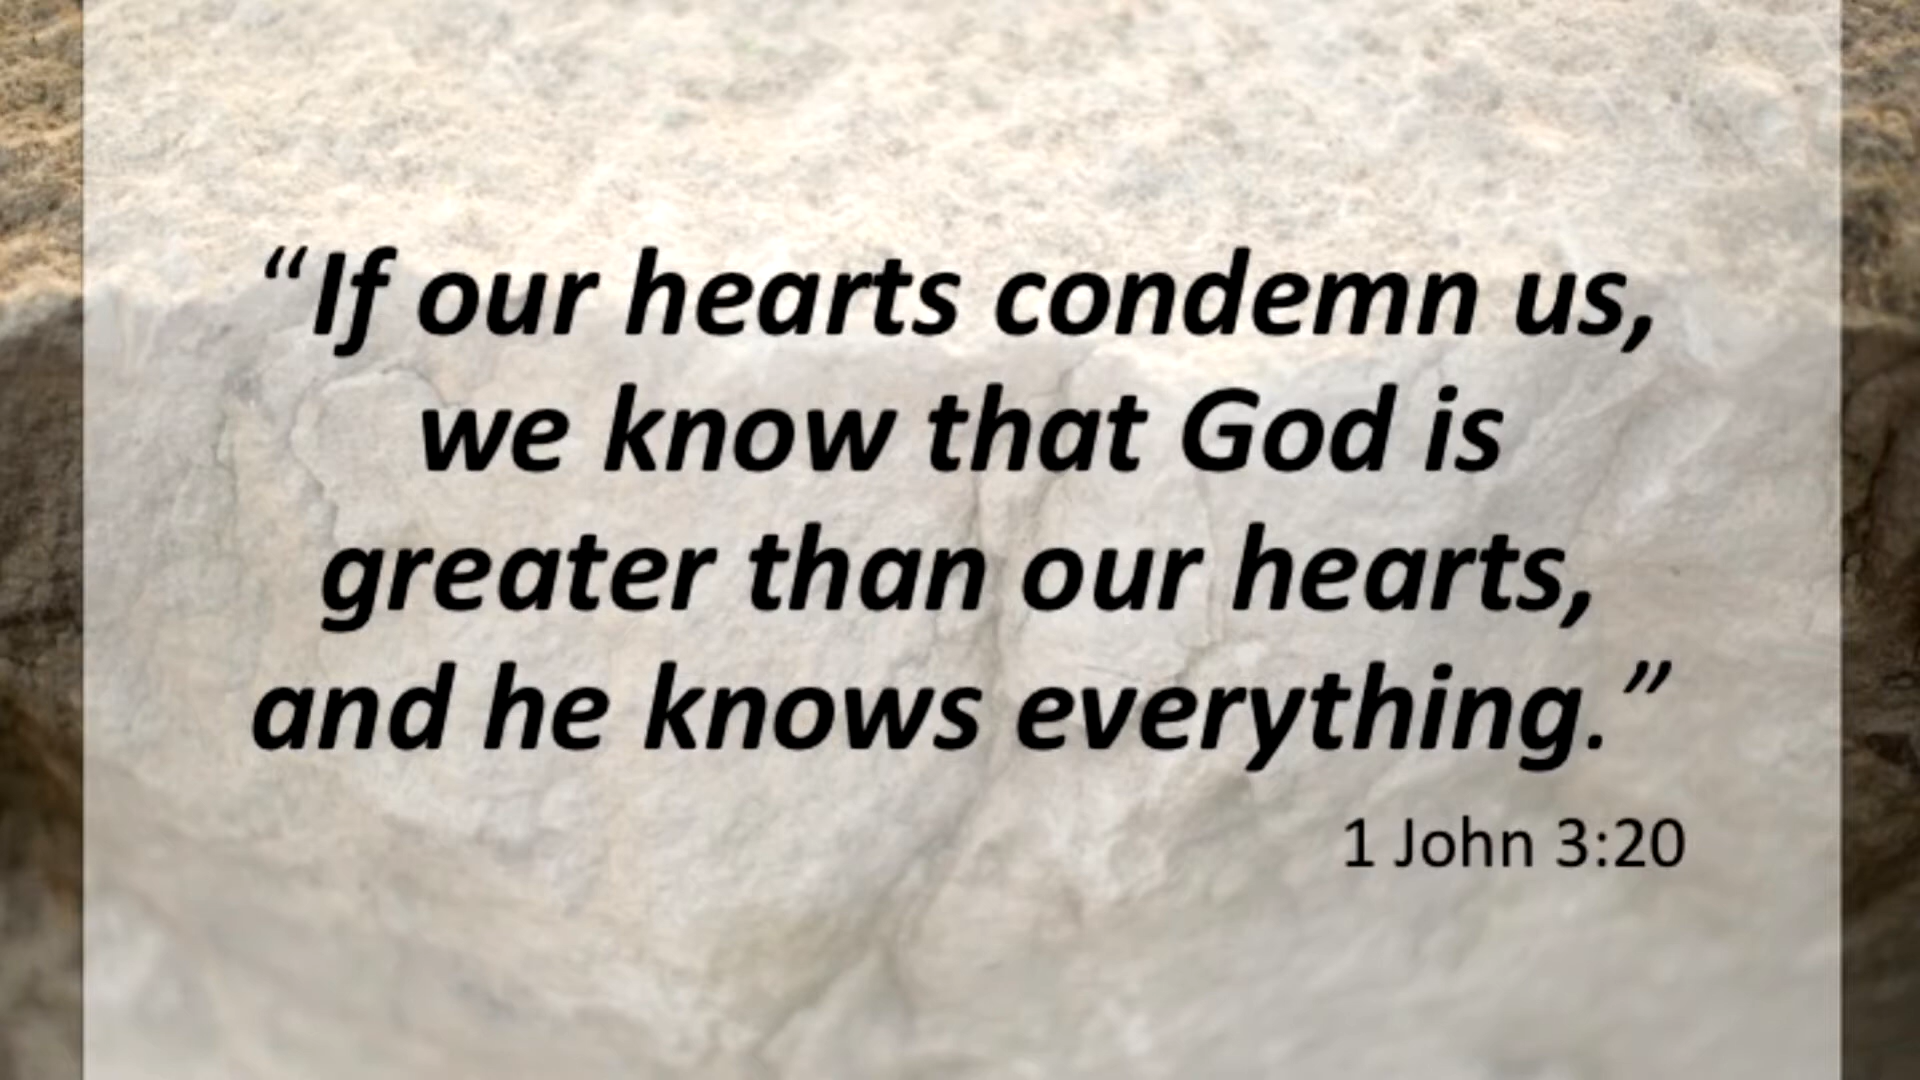 “If our hearts condemn us,
we know that God is
greater than our hearts,
and he knows everything.”
1 John 3:20